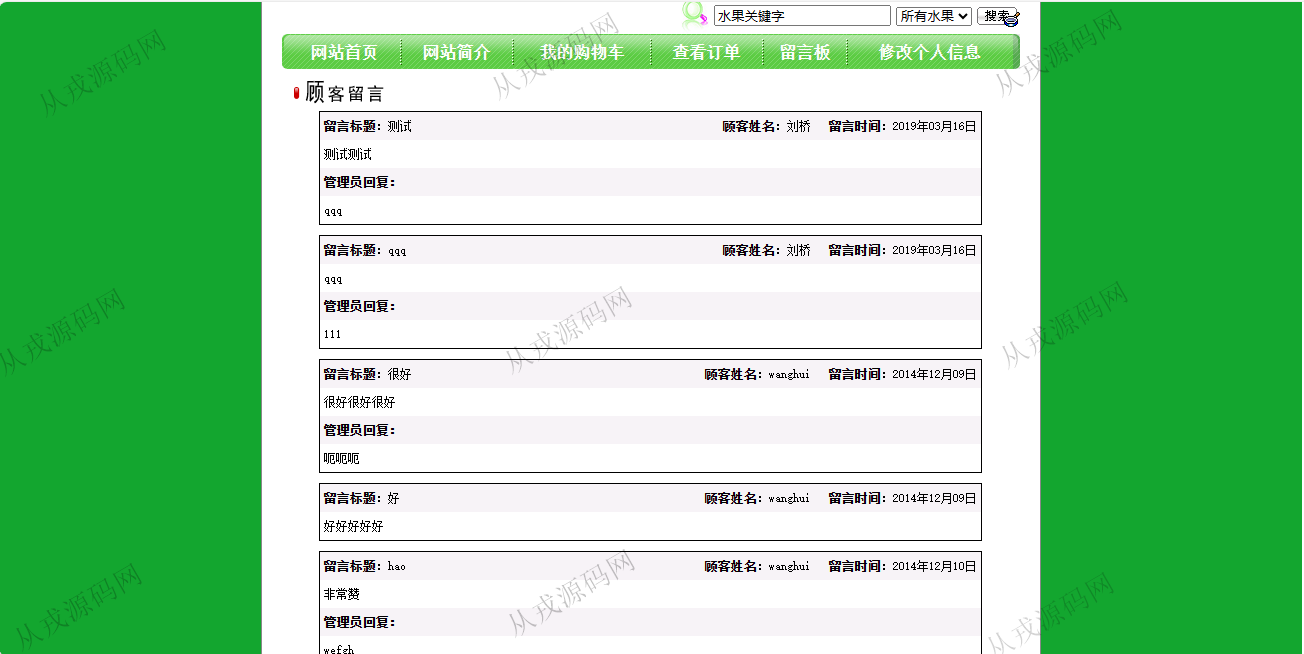 水果关键字 所有水果 搜索
网站首页 网站简介 我的购物车 查看订单 留言板 修改个人信息
顾客留言
留言标题：测试 顾客姓名：刘桥 留言时间：2019年03月16日
测试测试
管理员回复：
qqq
留言标题：qqq 顾客姓名：刘桥 留言时间：2019年03月16日
qqq
管理员回复：
111
留言标题：很好 顾客姓名：wanghui 留言时间：2014年12月09日
很好很好很好
管理员回复：
呃呃呃
留言标题：好 顾客姓名：wanghui 留言时间：2014年12月09日
好好好好好
留言标题：hao 顾客姓名：wanghui 留言时间：2014年12月10日
非常赞
管理员回复：
wefgh
从戎源码网
从戎源码网
从戎源码网
从戎源码网
从戎源码网
从戎源码网
从戎源码网
从戎源码网
从戎源码网